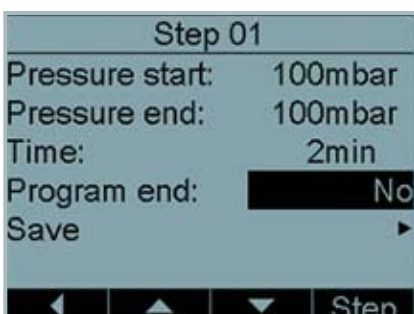 Step 01
Pressure start: 100mbar
Pressure end: 100mbar
Time: 2min
Program end: No
Save
Step